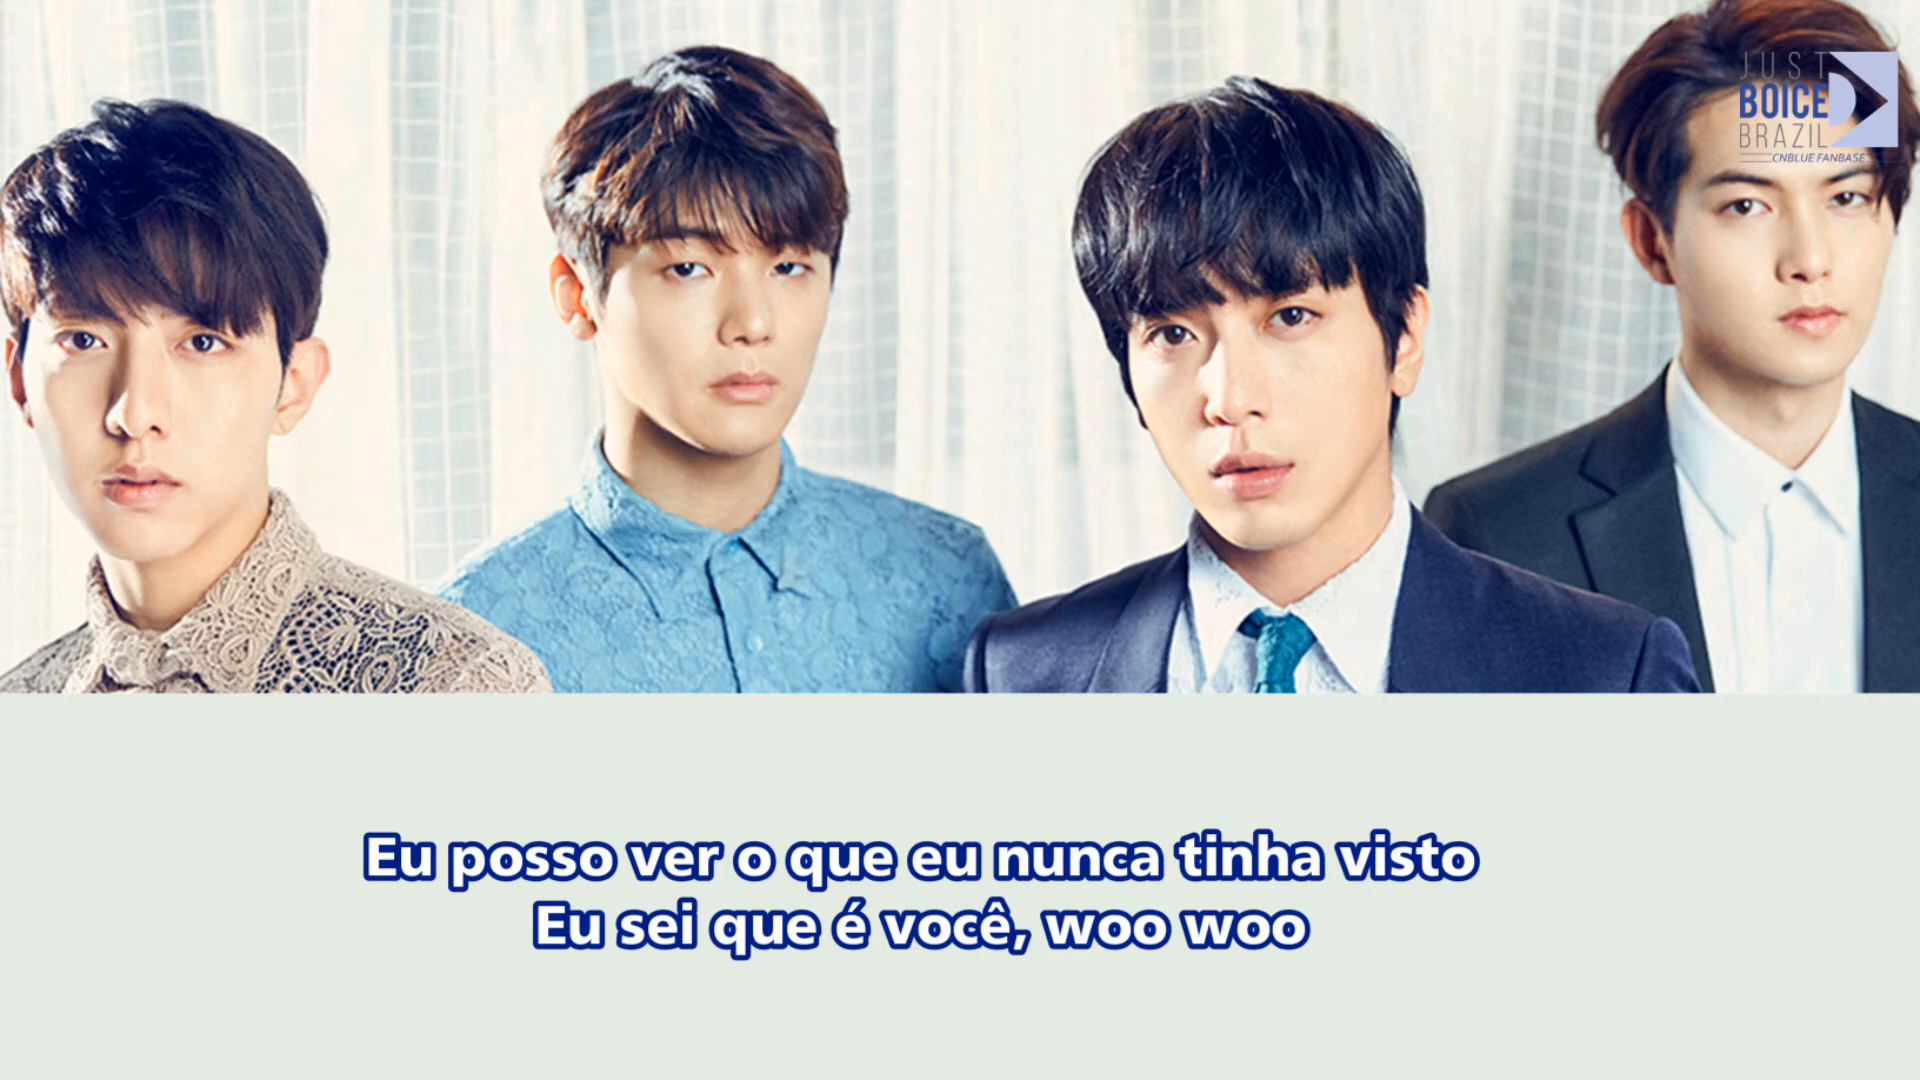 JUST
BOICE
BRAZIL
CNBLUE FANBASE
Eu posso ver o que eu nunca tinha visto
Eu sei que é você, woo woo